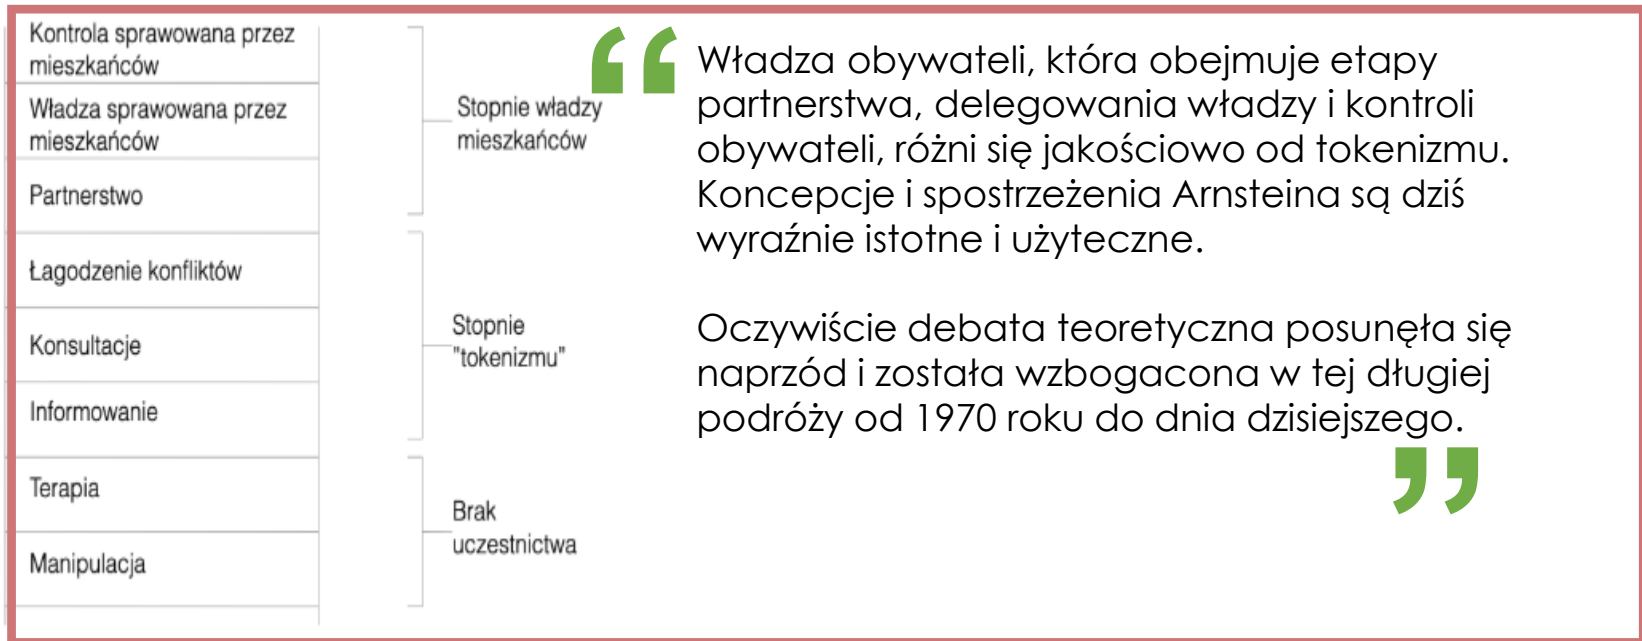 Kontrola sprawowana przez
mieszkańców
Władza sprawowana przez
mieszkańców
Partnerstwo
Łagodzenie konfliktów
Konsultacje
Informowanie
Terapia
Manipulacja
Stopnie władzy
mieszkańców
Stopnie
"tokenizmu"
Brak
uczestnictwa
“
Władza obywateli, która obejmuje etapy
partnerstwa, delegowania władzy i kontroli
obywateli, różni się jakościowo od tokenizmu.
Koncepcje i spostrzeżenia Arnsteina są dziś
wyraźnie istotne i użyteczne.
Oczywiście debata teoretyczna posunęła się
naprzód i została wzbogacona w tej długiej
podróży od 1970 roku do dnia dzisiejszego.
”